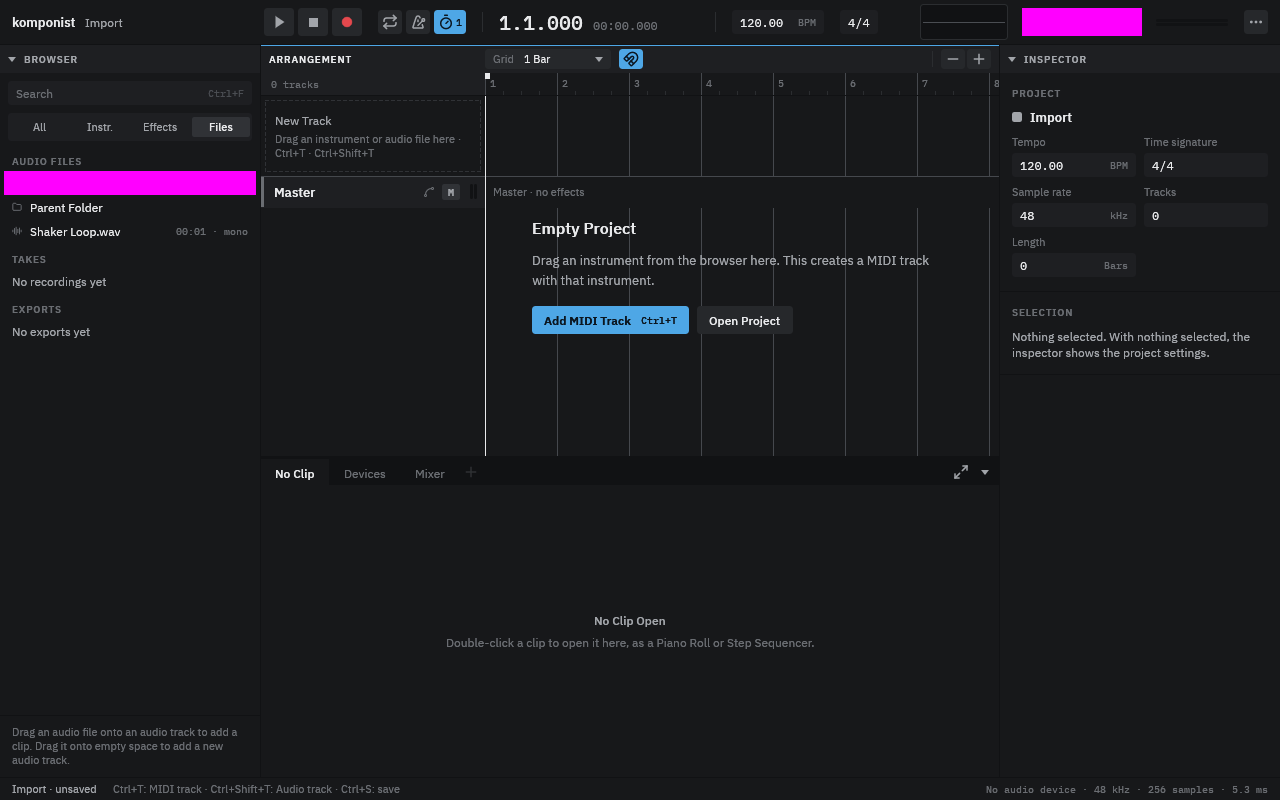 komponist Import
1
1.1.000 00:00.000
120.00 BPM
4/4
BROWSER
Search Ctrl+F
All Instr. Effects Files
AUDIO FILES
Parent Folder
Shaker Loop.wav 00:01 · mono
TAKES
No recordings yet
EXPORTS
No exports yet
Drag an audio file onto an audio track to add a
clip. Drag it onto empty space to add a new
audio track.
ARRANGEMENT
Grid 1 Bar
0 tracks
1 2 3 4 5 6 7 8
New Track
Drag an instrument or audio file here ·
Ctrl+T · Ctrl+Shift+T
Master M
Master · no effects
Empty Project
Drag an instrument from the browser here. This creates a MIDI track
with that instrument.
Add MIDI Track Ctrl+T
Open Project
No Clip Devices Mixer
No Clip Open
Double-click a clip to open it here, as a Piano Roll or Step Sequencer.
INSPECTOR
PROJECT
Import
Tempo Time signature
120.00 BPM 4/4
Sample rate Tracks
48 kHz 0
Length
0 Bars
SELECTION
Nothing selected. With nothing selected, the
inspector shows the project settings.
Import · unsaved Ctrl+T: MIDI track · Ctrl+Shift+T: Audio track · Ctrl+S: save
No audio device · 48 kHz · 256 samples · 5.3 ms